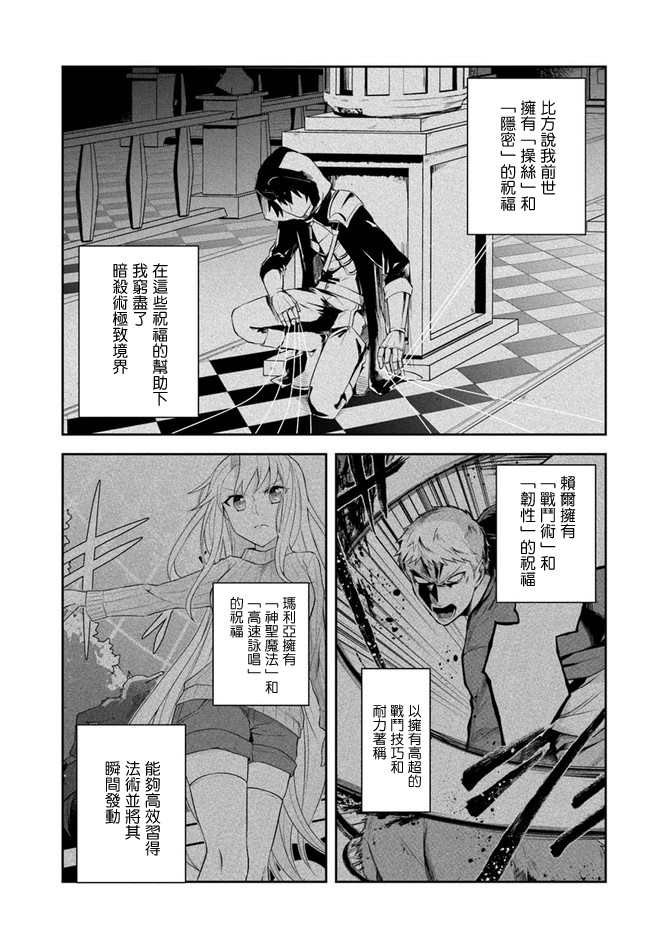 比方說我前世
擁有「操絲」和
「隱密」的祝福
在這些祝福的幫助下
我窮盡了
暗殺術極致境界
賴爾擁有
「戰鬥術」和
「韌性」的祝福
以擁有高超的
戰鬥技巧和
耐力著稱
瑪利亞擁有
「神聖魔法」和
「高速詠唱」
的祝福
能夠高效習得
法術並將其
瞬間發動